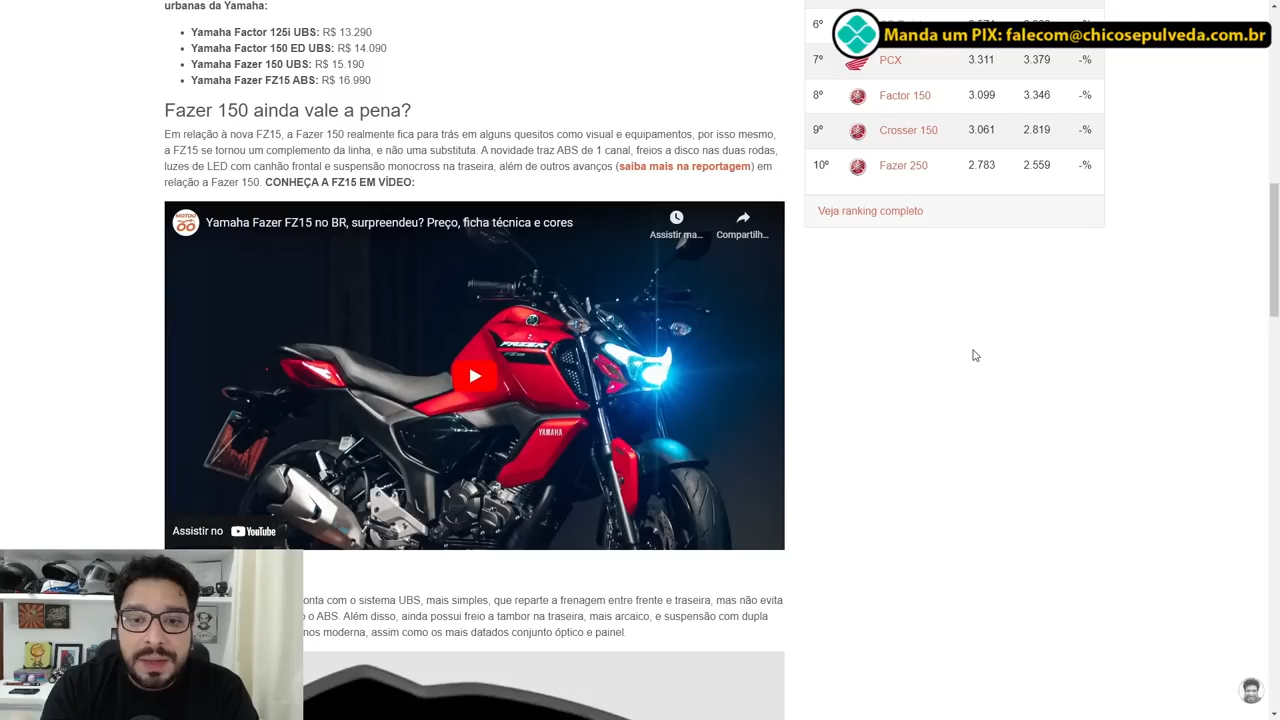 urbanas da Yamaha:
Yamaha Factor 125i UBS: R$ 13.290
Yamaha Factor 150 ED UBS: R$ 14.090
Yamaha Fazer 150 UBS: R$ 15.190
Yamaha Fazer FZ15 ABS: R$ 16.990
Fazer 150 ainda vale a pena?
Em relação à nova FZ15, a Fazer 150 realmente fica para trás em alguns quesitos como visual e equipamentos, por isso mesmo,
a FZ15 se tornou um complemento da linha, e não uma substituta. A novidade traz ABS de 1 canal, freios a disco nas duas rodas,
luzes de LED com canhão frontal e suspensão monocross na traseira, além de outros avanços (saiba mais na reportagem) em
relação a Fazer 150. CONHEÇA A FZ15 EM VÍDEO:
MOTOO
Yamaha Fazer FZ15 no BR, surpreendeu? Preço, ficha técnica e cores
Assistir ma...
Compartilh...
FAZER
FZ15
YAMAHA
Assistir no YouTube
onta com o sistema UBS, mais simples, que reparte a frenagem entre frente e traseira, mas não evita
o ABS. Além disso, ainda possui freio a tambor na traseira, mais arcaico, e suspensão com dupla
nos moderna, assim como os mais datados conjunto óptico e painel.
6º
Manda um PIX: falecom@chicosepulveda.com.br
7º PCX 3.311 3.379 -%
8º Factor 150 3.099 3.346 -%
9º Crosser 150 3.061 2.819 -%
10º Fazer 250 2.783 2.559 -%
Veja ranking completo